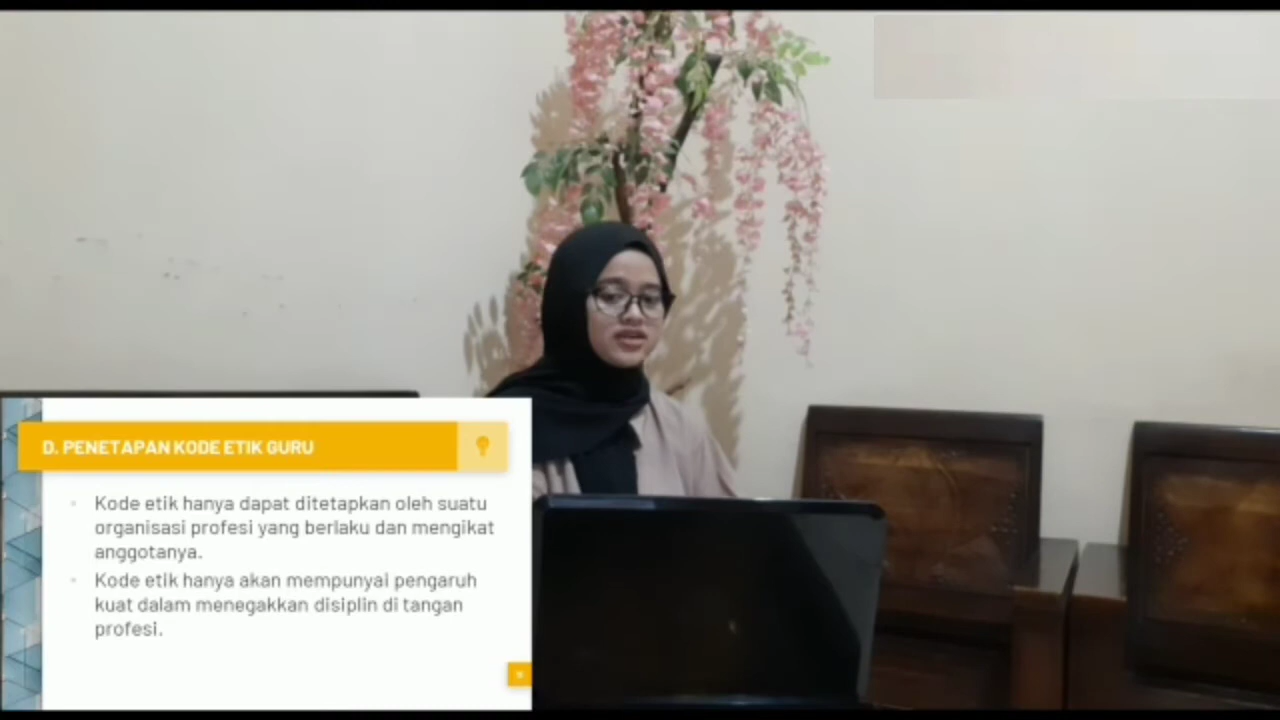 D. PENETAPAN KODE ETIK GURU
Kode etik hanya dapat ditetapkan oleh suatu
organisasi profesi yang berlaku dan mengikat
anggotanya.
Kode etik hanya akan mempunyai pengaruh
kuat dalam menegakkan disiplin di tangan
profesi.